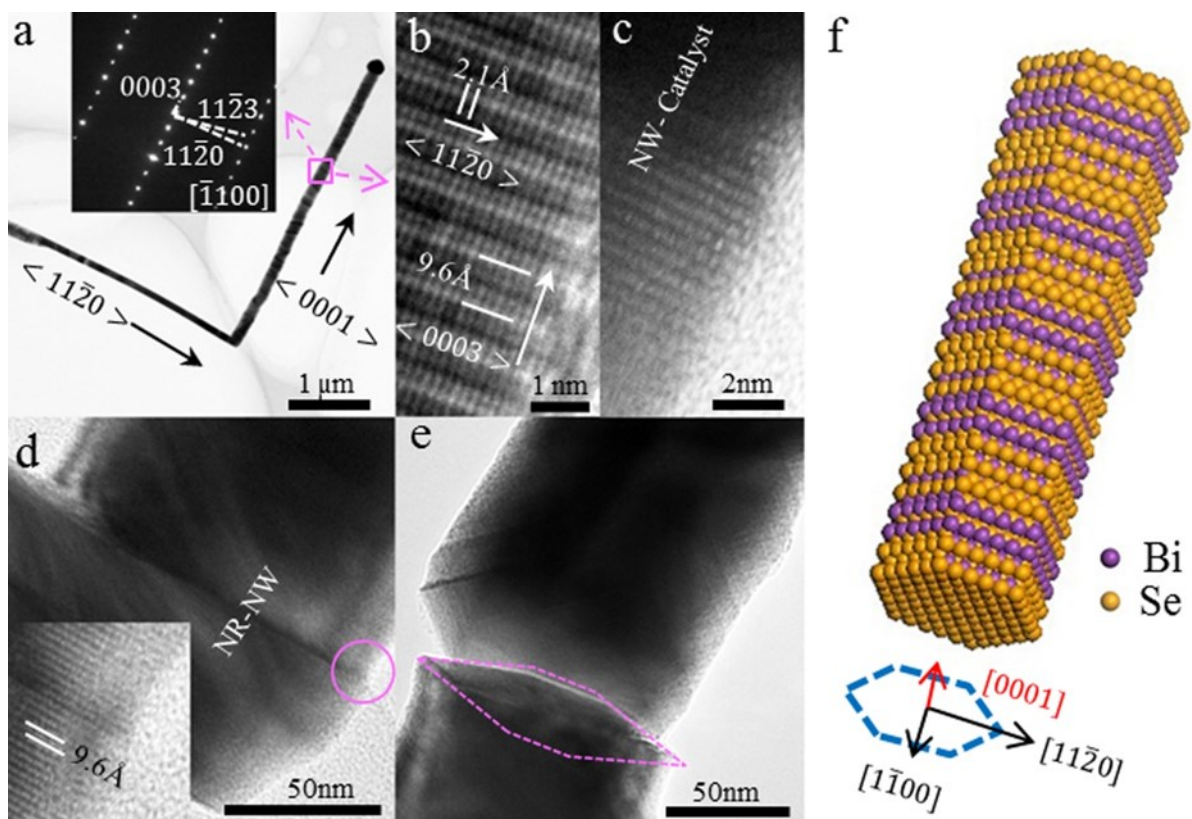 a
0003
112̄3
112̄0
[1̄100]
< 112̄0 >
< 0001 >
1 μm
b
2.1Å
< 112̄0 >
9.6Å
< 0003 >
1 nm
c
NW- Catalyst
2nm
d
NR-NW
9.6Å
50nm
e
50nm
f
Bi
Se
[0001]
[112̄0]
[11̄00]